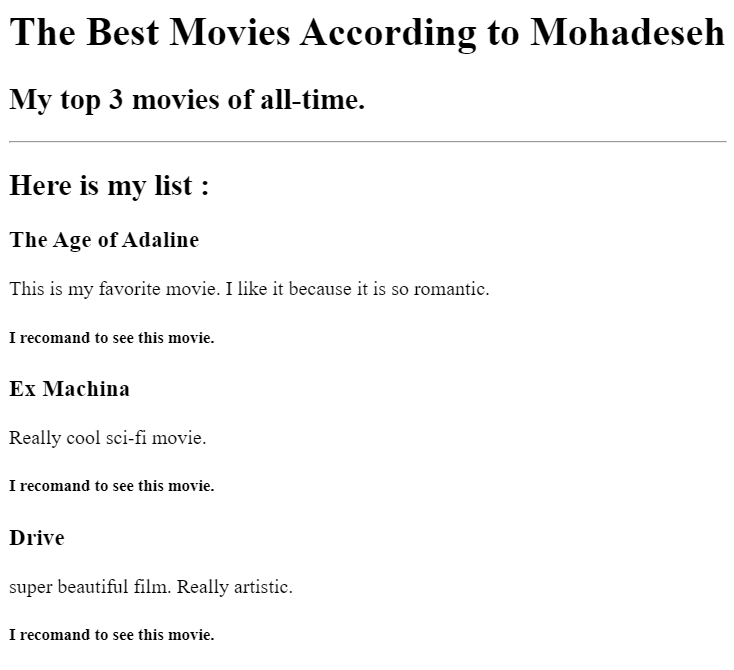 The Best Movies According to Mohadeseh
My top 3 movies of all-time.
Here is my list :
The Age of Adaline
This is my favorite movie. I like it because it is so romantic.
I recomand to see this movie.
Ex Machina
Really cool sci-fi movie.
I recomand to see this movie.
Drive
super beautiful film. Really artistic.
I recomand to see this movie.